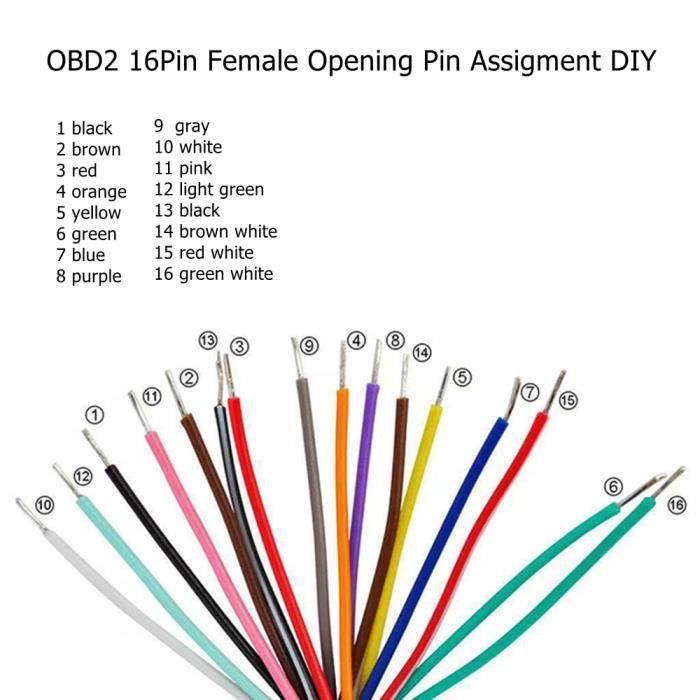 OBD2 16Pin Female Opening Pin Assigment DIY
1 black
2 brown
3 red
4 orange
5 yellow
6 green
7 blue
8 purple
9 gray
10 white
11 pink
12 light green
13 black
14 brown white
15 red white
16 green white
⑬ ③ ⑨ ④ ⑧ ⑭
② ⑤
⑪ ⑦ ⑮
①
⑫ ⑥
⑩ ⑯